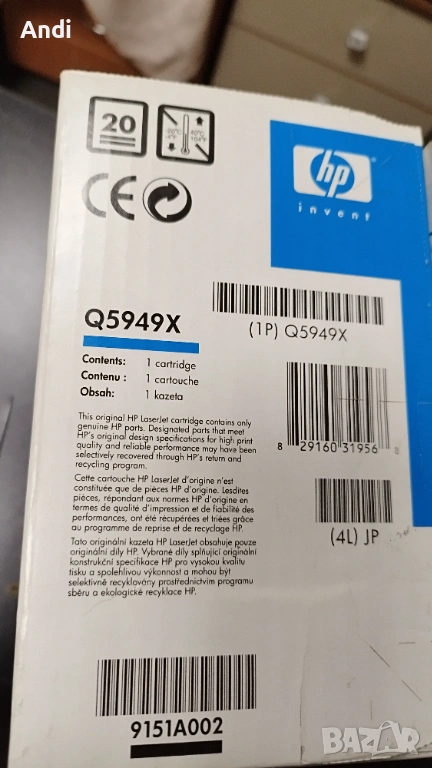 Andi
20
hp
invent
Q5949X
(1P) Q5949X
Contents: 1 cartridge
Contenu : 1 cartouche
Obsah: 1 kazeta
8 29160 31956 8
This original HP LaserJet cartridge contains only
genuine HP parts. Designated parts that meet
HP's original design specifications for high print
quality and reliable performance may have been
selectively recovered through HP's return and
recycling program.
(4L) JP
Cette cartouche HP LaserJet d'origine n'est
constituée que de pièces HP d'origine. Lesdites
pièces, répondant aux normes HP d'origine en
termes de qualité d'impression et de fiabilité des
performances, ont été récupérées et triées grâce
au programme de reprise et de recyclage HP.
Tato originální kazeta HP LaserJet obsahuje pouze
originální díly HP. Vybrané díly splňující originální
konstrukční specifikace HP pro vysokou kvalitu
tisku a spolehlivou výkonnost a mohou být
selektivně recyklovány prostřednictvím programu
sběru a ekologické recyklace HP.
9151A002
BAZAR